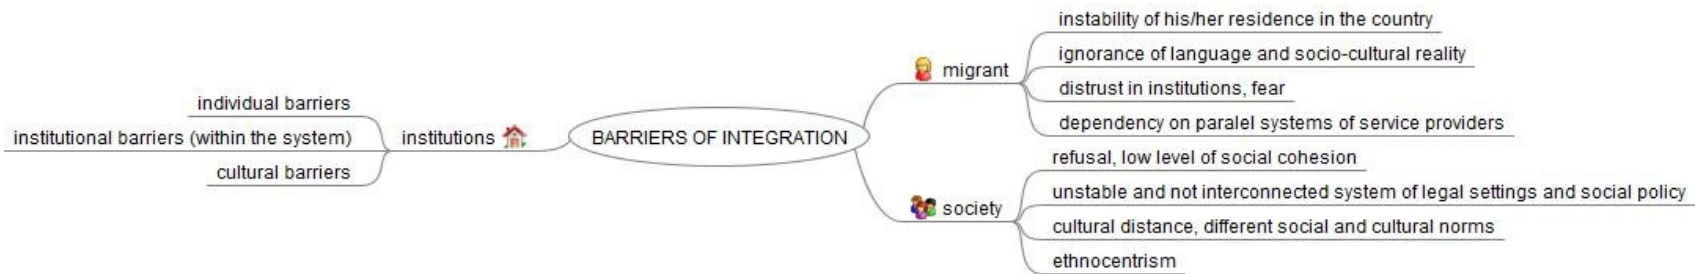 BARRIERS OF INTEGRATION
migrant
instability of his/her residence in the country
ignorance of language and socio-cultural reality
distrust in institutions, fear
dependency on paralel systems of service providers
society
refusal, low level of social cohesion
unstable and not interconnected system of legal settings and social policy
cultural distance, different social and cultural norms
ethnocentrism
institutions
individual barriers
institutional barriers (within the system)
cultural barriers